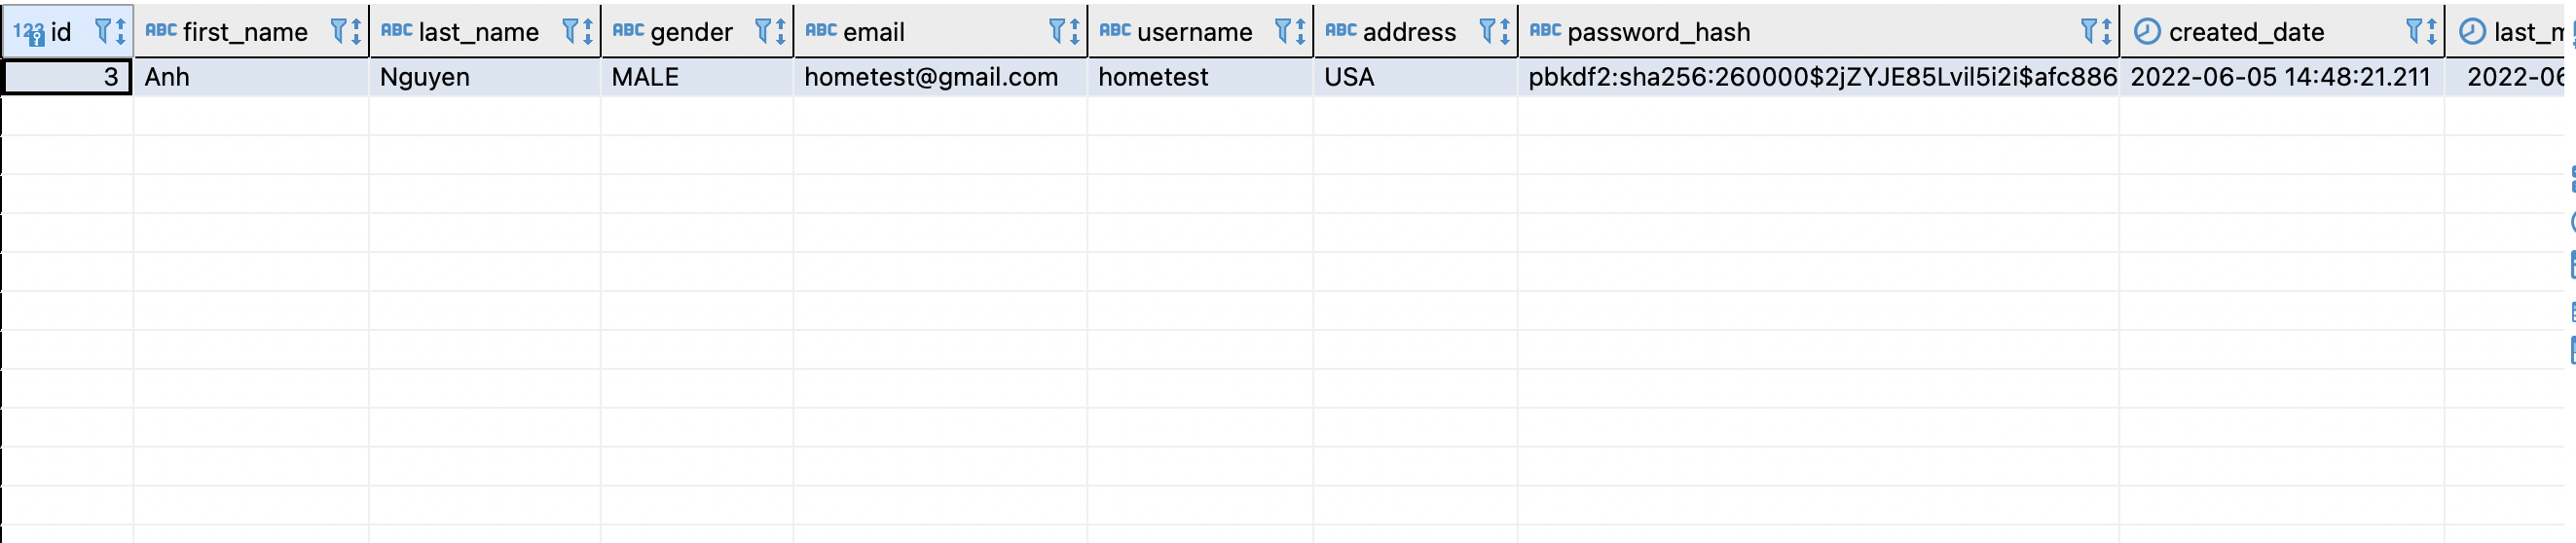 123 id ABC first_name ABC last_name ABC gender ABC email ABC username ABC address ABC password_hash created_date last_m
3 Anh Nguyen MALE hometest@gmail.com hometest USA pbkdf2:sha256:260000$2jZYJE85Lvil5i2i$afc886 2022-06-05 14:48:21.211 2022-06